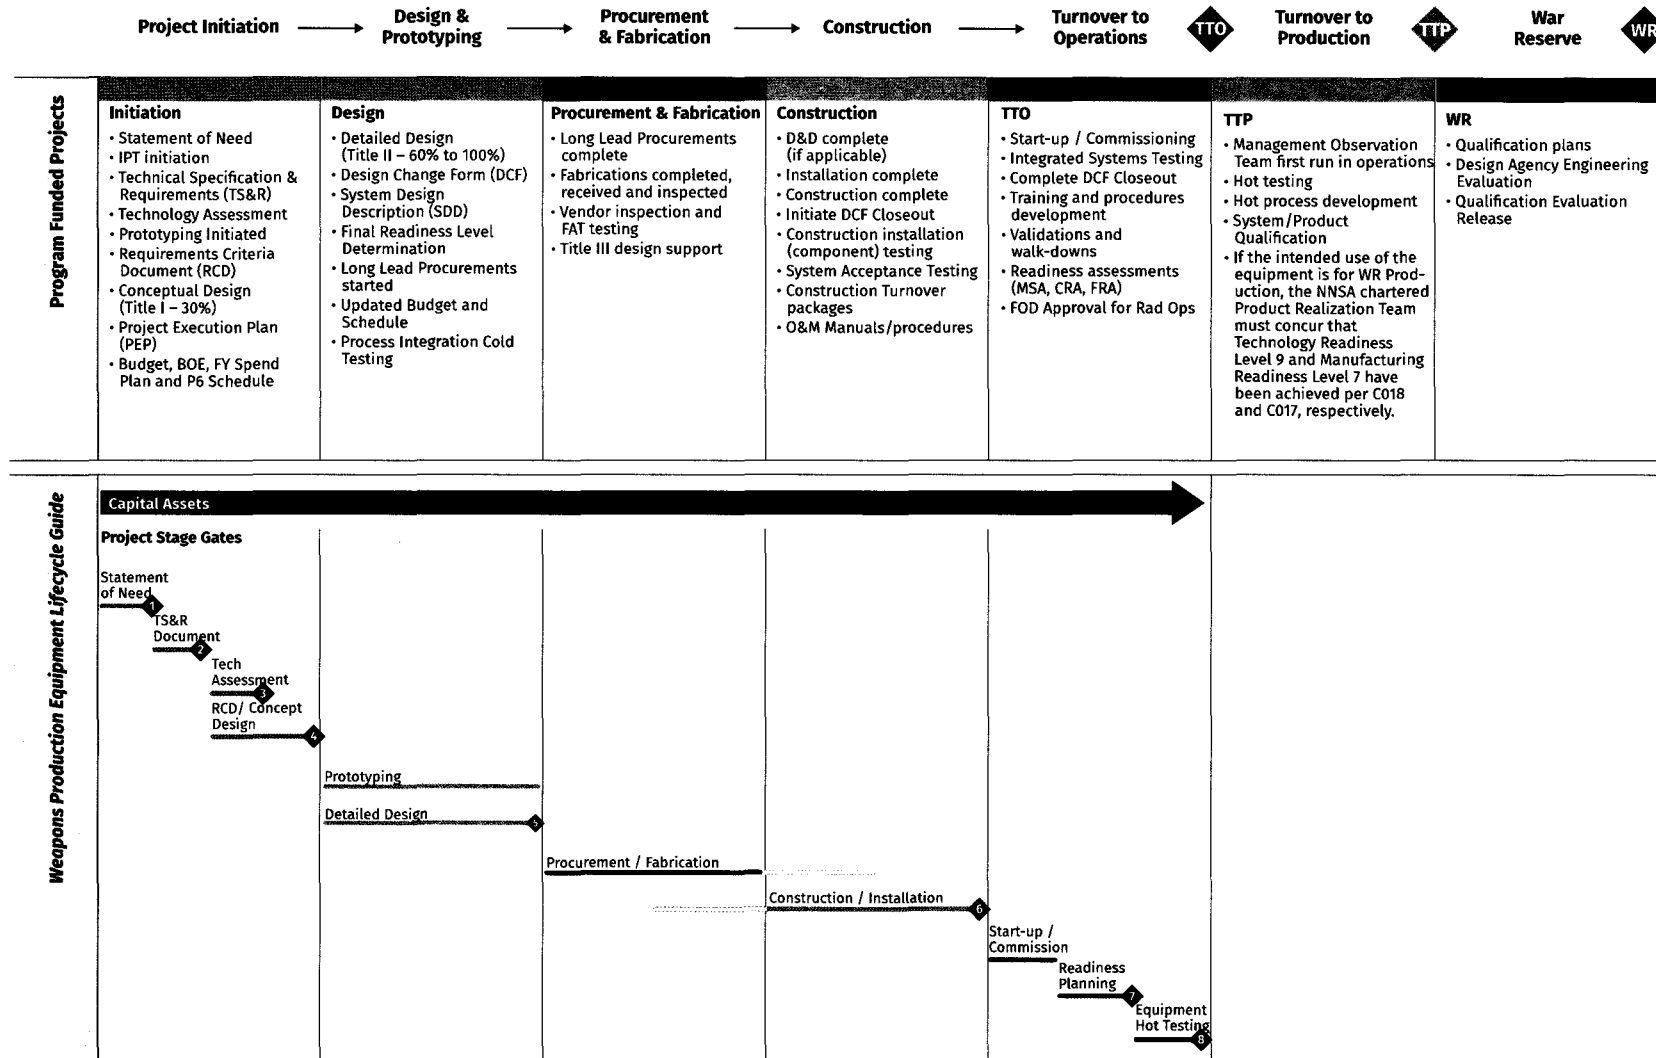 Project Initiation
Design &
Prototyping
Procurement
& Fabrication
Construction
Turnover to
Operations
TTO
Turnover to
Production
TTP
War
Reserve
WR
Program Funded Projects
Initiation
• Statement of Need
• IPT initiation
• Technical Specification &
Requirements (TS&R)
• Technology Assessment
• Prototyping Initiated
• Requirements Criteria
Document (RCD)
• Conceptual Design
(Title I – 30%)
• Project Execution Plan
(PEP)
• Budget, BOE, FY Spend
Plan and P6 Schedule
Design
• Detailed Design
(Title II – 60% to 100%)
• Design Change Form (DCF)
• System Design
Description (SDD)
• Final Readiness Level
Determination
• Long Lead Procurements
started
• Updated Budget and
Schedule
• Process Integration Cold
Testing
Procurement & Fabrication
• Long Lead Procurements
complete
• Fabrications completed,
received and inspected
• Vendor inspection and
FAT testing
• Title III design support
Construction
• D&D complete
(if applicable)
• Installation complete
• Construction complete
• Initiate DCF Closeout
• Construction installation
(component) testing
• System Acceptance Testing
• Construction Turnover
packages
• O&M Manuals/procedures
TTO
• Start-up / Commissioning
• Integrated Systems Testing
• Complete DCF Closeout
• Training and procedures
development
• Validations and
walk-downs
• Readiness assessments
(MSA, CRA, FRA)
• FOD Approval for Rad Ops
TTP
• Management Observation
Team first run in operations
• Hot testing
• Hot process development
• System/Product
Qualification
• If the intended use of the
equipment is for WR Prod-
uction, the NNSA chartered
Product Realization Team
must concur that
Technology Readiness
Level 9 and Manufacturing
Readiness Level 7 have
been achieved per C018
and C017, respectively.
WR
• Qualification plans
• Design Agency Engineering
Evaluation
• Qualification Evaluation
Release
Weapons Production Equipment Lifecycle Guide
Capital Assets
Project Stage Gates
Statement
of Need
1
TS&R
Document
2
Tech
Assessment
3
RCD/ Concept
Design
4
Prototyping
Detailed Design
5
Procurement / Fabrication
Construction / Installation
6
Start-up /
Commission
Readiness
Planning
7
Equipment
Hot Testing
8